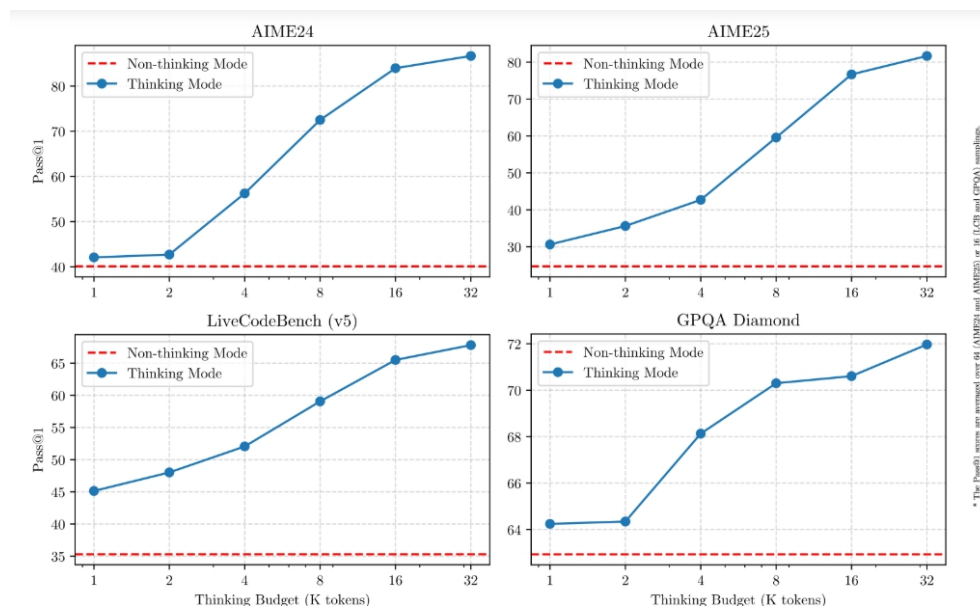 AIME24
Non-thinking Mode
Thinking Mode
80
70
60
50
40
Pass@1
1 2 4 8 16 32
AIME25
Non-thinking Mode
Thinking Mode
80
70
60
50
40
30
1 2 4 8 16 32
LiveCodeBench (v5)
Non-thinking Mode
Thinking Mode
65
60
55
50
45
40
35
Pass@1
1 2 4 8 16 32
Thinking Budget (K tokens)
GPQA Diamond
Non-thinking Mode
Thinking Mode
72
70
68
66
64
1 2 4 8 16 32
Thinking Budget (K tokens)
* The Pass@1 scores are averaged over 64 (AIME24 and AIME25) or 16 (LCB and GPQA) samplings.